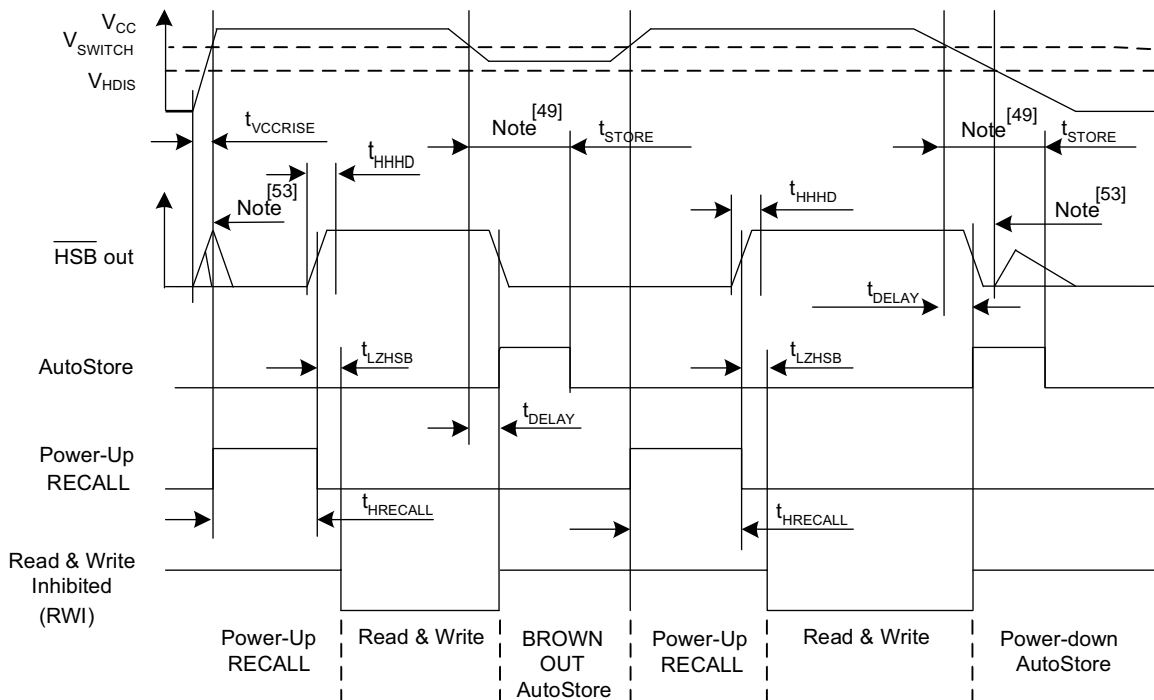 VCC
VSWITCH
VHDIS
tVCCRISE
Note[49]
tSTORE
Note[49]
tSTORE
tHHHD
Note[53]
tHHHD
Note[53]
HSB out
tDELAY
tLZHSB
tLZHSB
AutoStore
tDELAY
Power-Up
RECALL
tHRECALL
tHRECALL
Read & Write
Inhibited
(RWI)
Power-Up
RECALL
Read & Write
BROWN
OUT
AutoStore
Power-Up
RECALL
Read & Write
Power-down
AutoStore